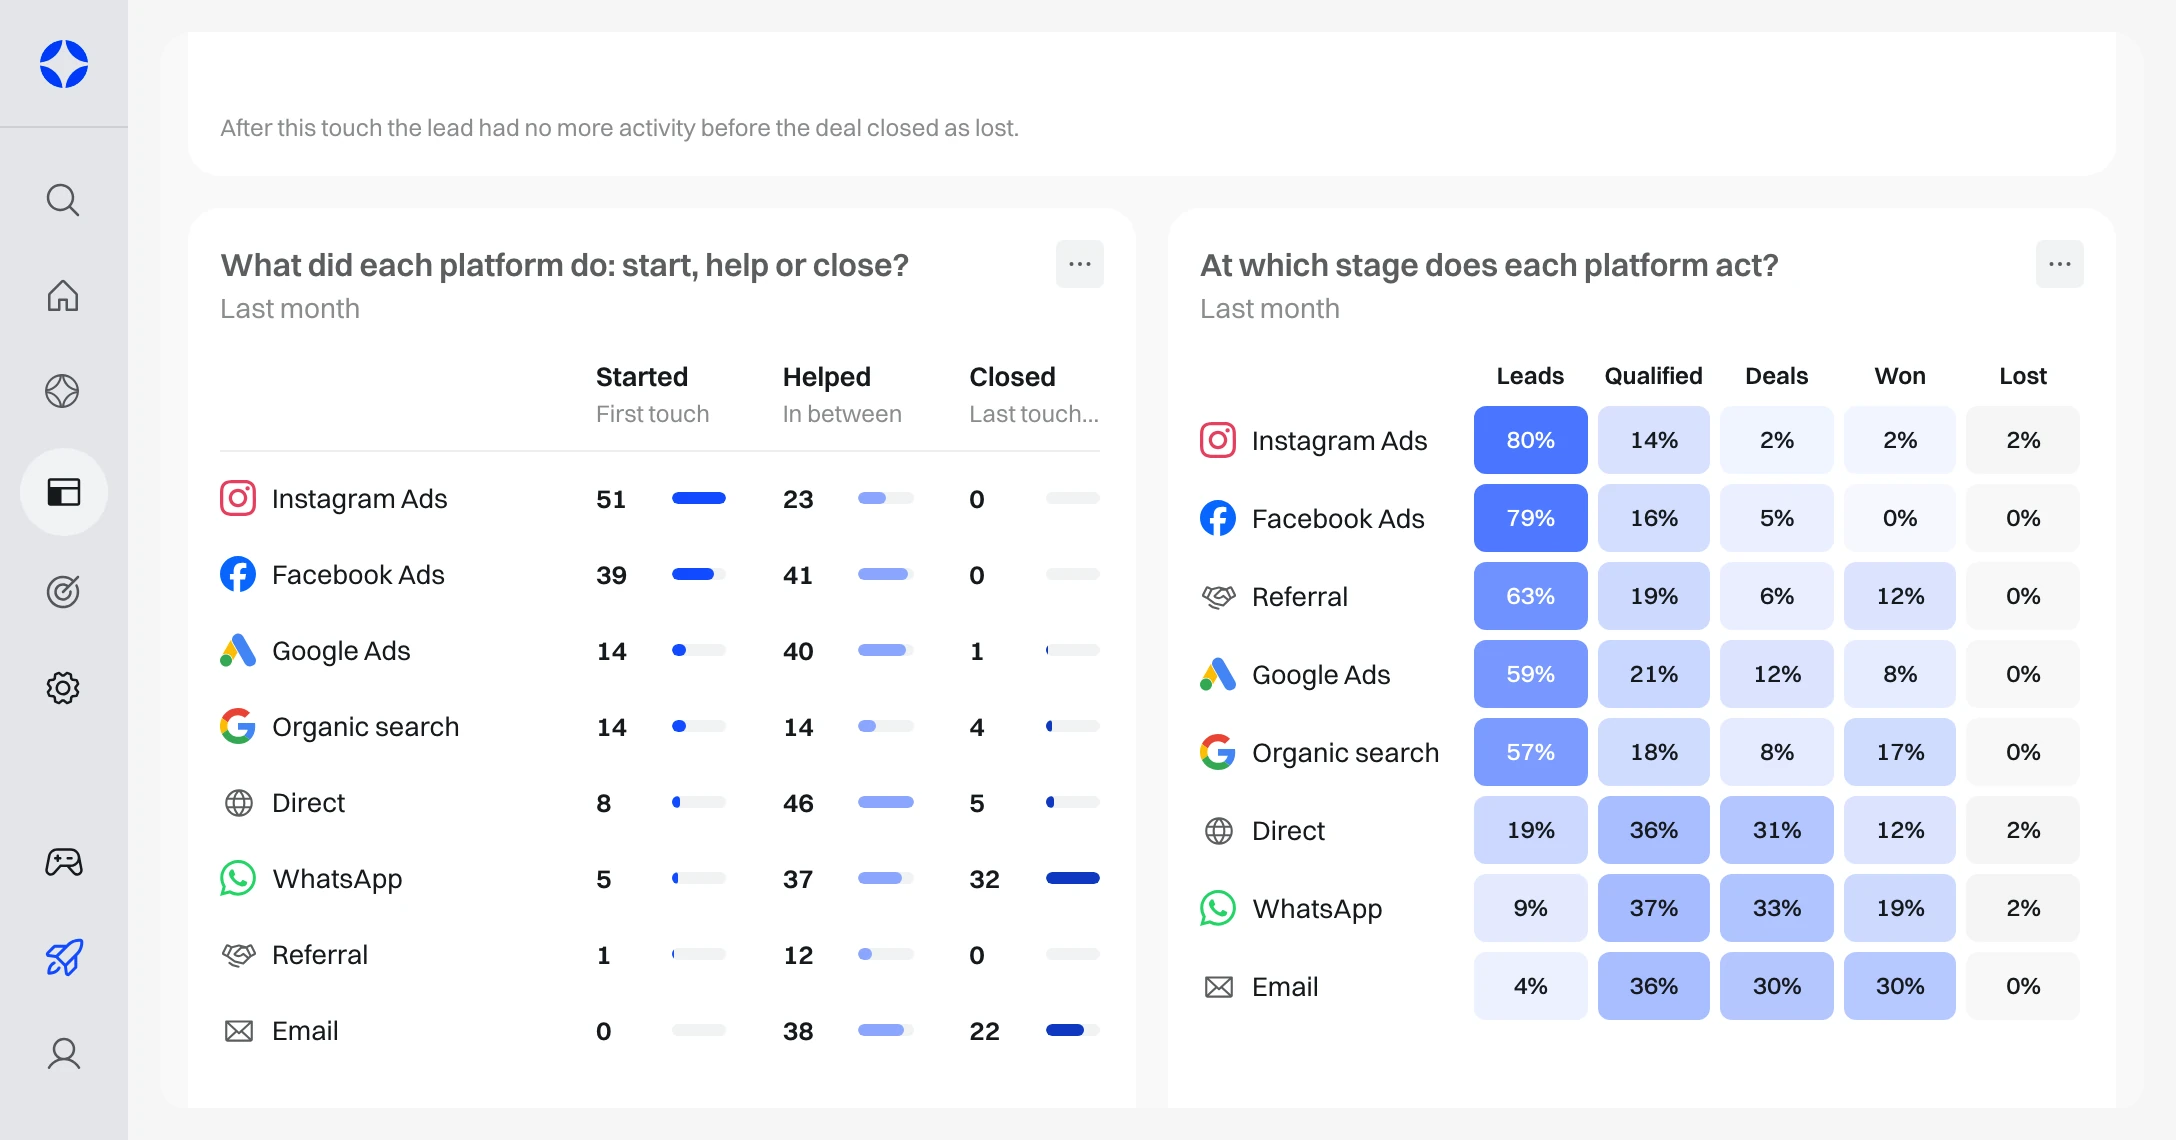 After this touch the lead had no more activity before the deal closed as lost.
What did each platform do: start, help or close?
Last month
Started Helped Closed
First touch In between Last touch...
Instagram Ads 51 23 0
Facebook Ads 39 41 0
Google Ads 14 40 1
Organic search 14 14 4
Direct 8 46 5
WhatsApp 5 37 32
Referral 1 12 0
Email 0 38 22
At which stage does each platform act?
Last month
Leads Qualified Deals Won Lost
Instagram Ads 80% 14% 2% 2% 2%
Facebook Ads 79% 16% 5% 0% 0%
Referral 63% 19% 6% 12% 0%
Google Ads 59% 21% 12% 8% 0%
Organic search 57% 18% 8% 17% 0%
Direct 19% 36% 31% 12% 2%
WhatsApp 9% 37% 33% 19% 2%
Email 4% 36% 30% 30% 0%